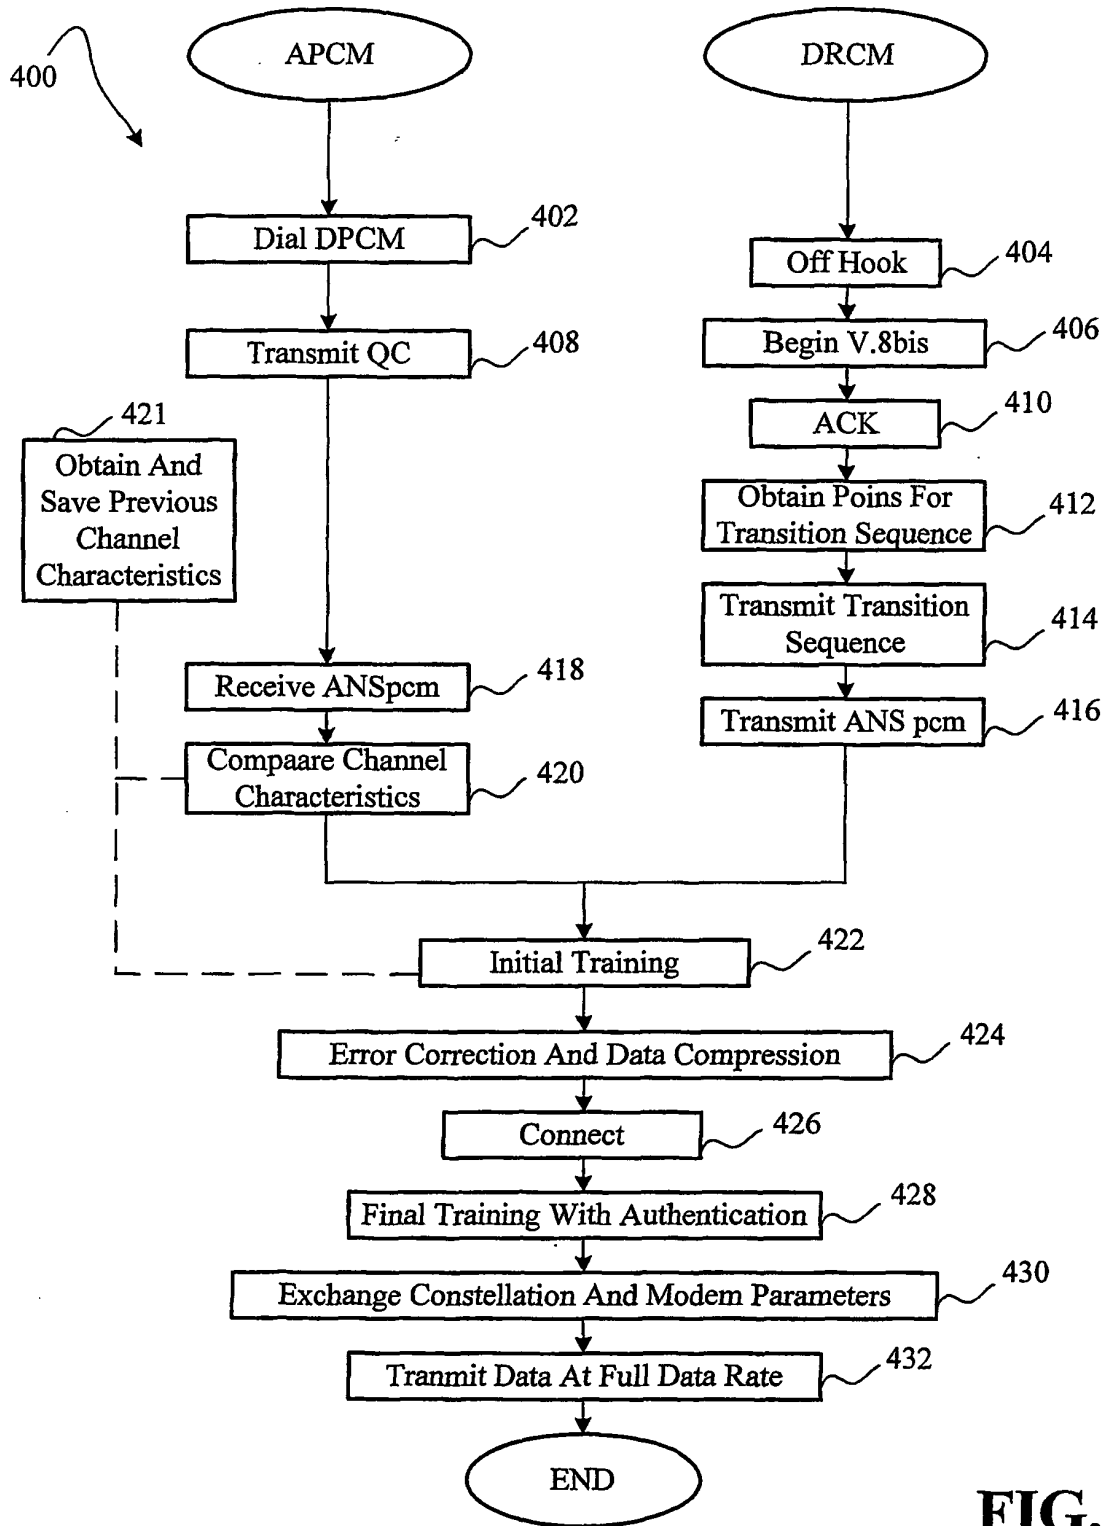 400
APCM
DRCM
Dial DPCM
402
Off Hook
404
Transmit QC
408
Begin V.8bis
406
ACK
410
421
Obtain And
Save Previous
Channel
Characteristics
Obtain Poins For
Transition Sequence
412
Transmit Transition
Sequence
414
Receive ANSpcm
418
Transmit ANS pcm
416
Compaare Channel
Characteristics
420
Initial Training
422
Error Correction And Data Compression
424
Connect
426
Final Training With Authentication
428
Exchange Constellation And Modem Parameters
430
Tranmit Data At Full Data Rate
432
END
FIG.